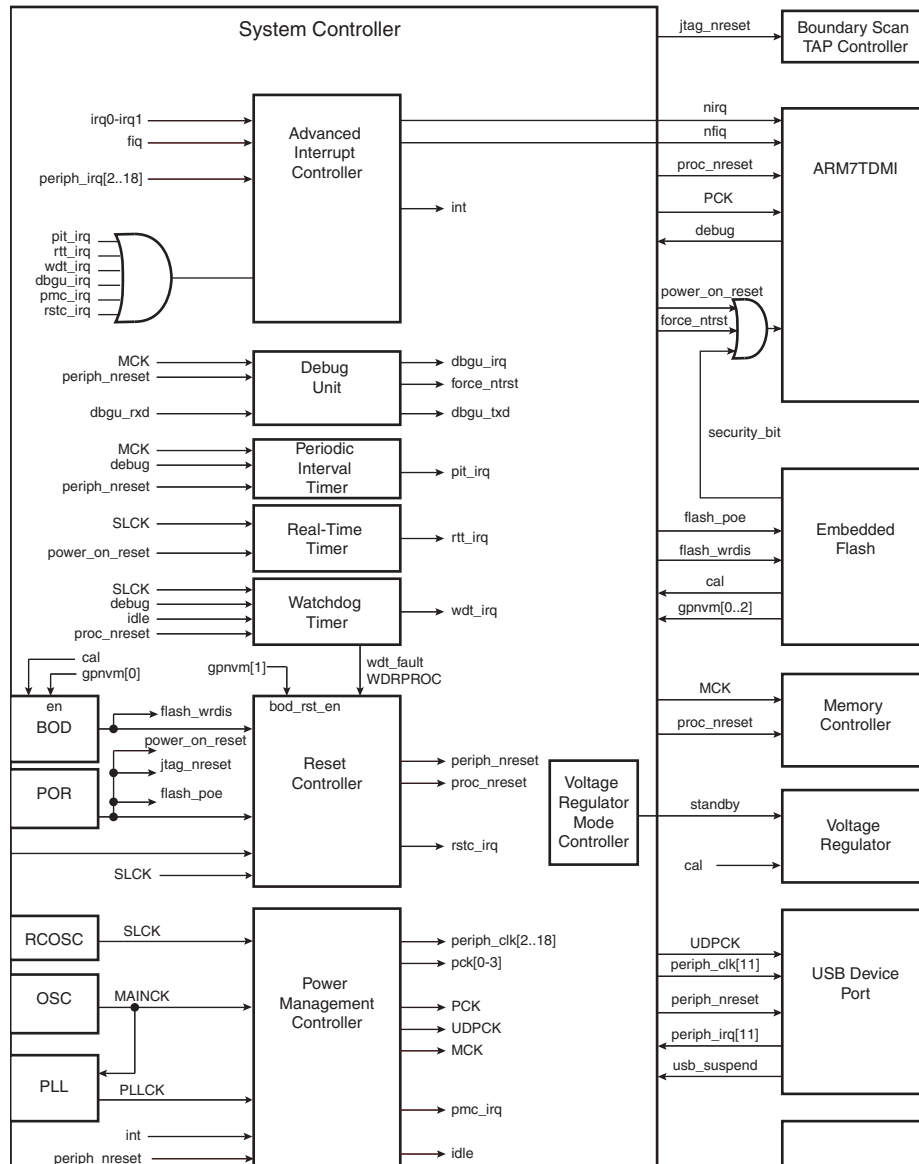 System Controller
jtag_nreset
Boundary Scan
TAP Controller
irq0-irq1
fiq
periph_irq[2..18]
Advanced
Interrupt
Controller
int
nirq
nfiq
proc_nreset
PCK
debug
ARM7TDMI
pit_irq
rtt_irq
wdt_irq
dbgu_irq
pmc_irq
rstc_irq
power_on_reset
force_ntrst
security_bit
MCK
periph_nreset
dbgu_rxd
Debug
Unit
dbgu_irq
force_ntrst
dbgu_txd
MCK
debug
periph_nreset
Periodic
Interval
Timer
pit_irq
SLCK
power_on_reset
Real-Time
Timer
rtt_irq
flash_poe
flash_wrdis
cal
gpnvm[0..2]
Embedded
Flash
SLCK
debug
idle
proc_nreset
Watchdog
Timer
wdt_irq
wdt_fault
WDRPROC
cal
gpnvm[0]
en
BOD
flash_wrdis
power_on_reset
jtag_nreset
flash_poe
POR
SLCK
gpnvm[1]
bod_rst_en
Reset
Controller
periph_nreset
proc_nreset
rstc_irq
MCK
proc_nreset
Memory
Controller
Voltage
Regulator
Mode
Controller
standby
cal
Voltage
Regulator
RCOSC
SLCK
OSC
MAINCK
PLL
PLLCK
int
periph_nreset
Power
Management
Controller
periph_clk[2..18]
pck[0-3]
PCK
UDPCK
MCK
pmc_irq
idle
UDPCK
periph_clk[11]
periph_nreset
periph_irq[11]
usb_suspend
USB Device
Port